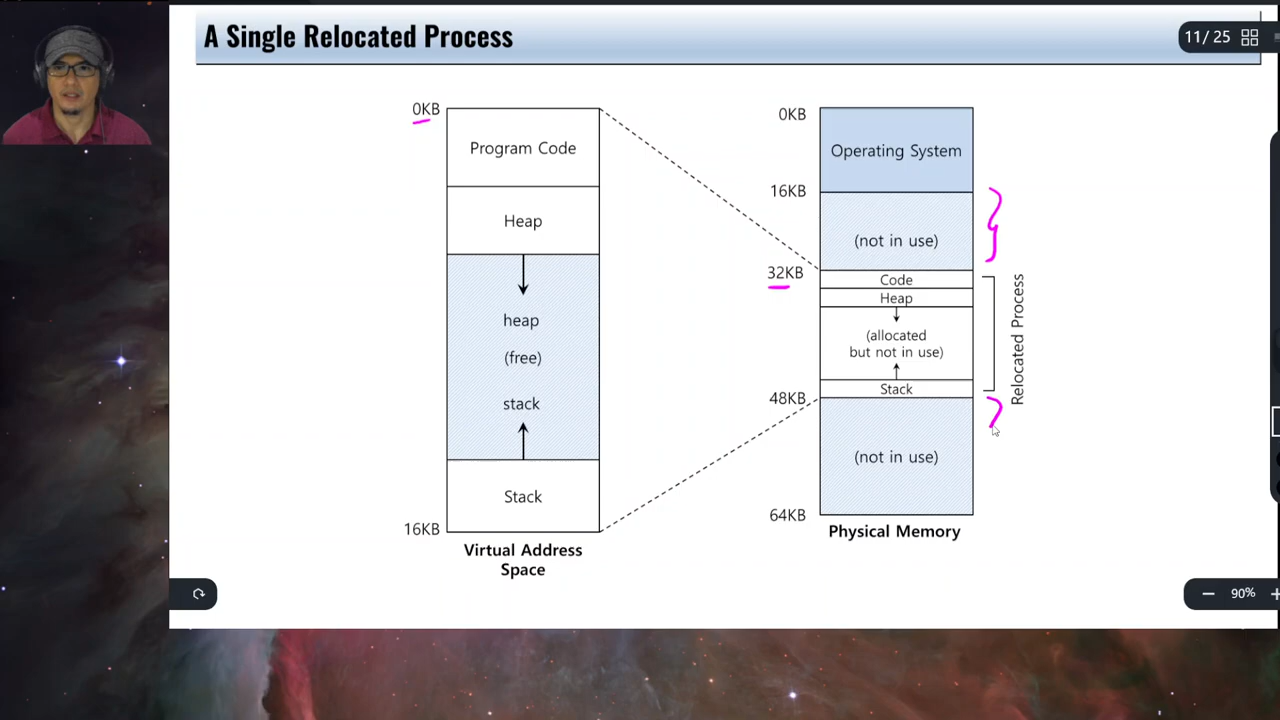 A Single Relocated Process
11/ 25
0KB
Program Code
Heap
heap
(free)
stack
Stack
16KB
Virtual Address
Space
0KB
Operating System
16KB
(not in use)
32KB
Code
Heap
(allocated
but not in use)
Stack
48KB
(not in use)
64KB
Physical Memory
Relocated Process
90%